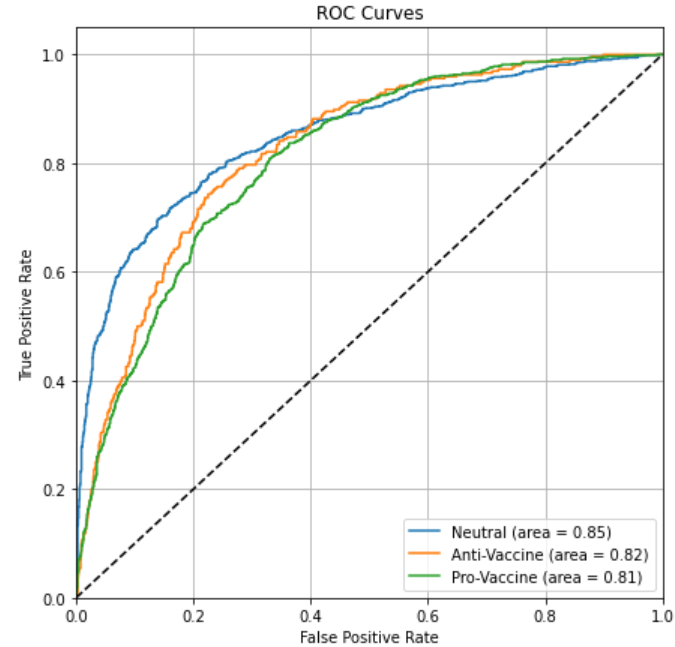 ROC Curves
True Positive Rate
1.0
0.8
0.6
0.4
0.2
0.0
Neutral (area = 0.85)
Anti-Vaccine (area = 0.82)
Pro-Vaccine (area = 0.81)
0.0 0.2 0.4 0.6 0.8 1.0
False Positive Rate